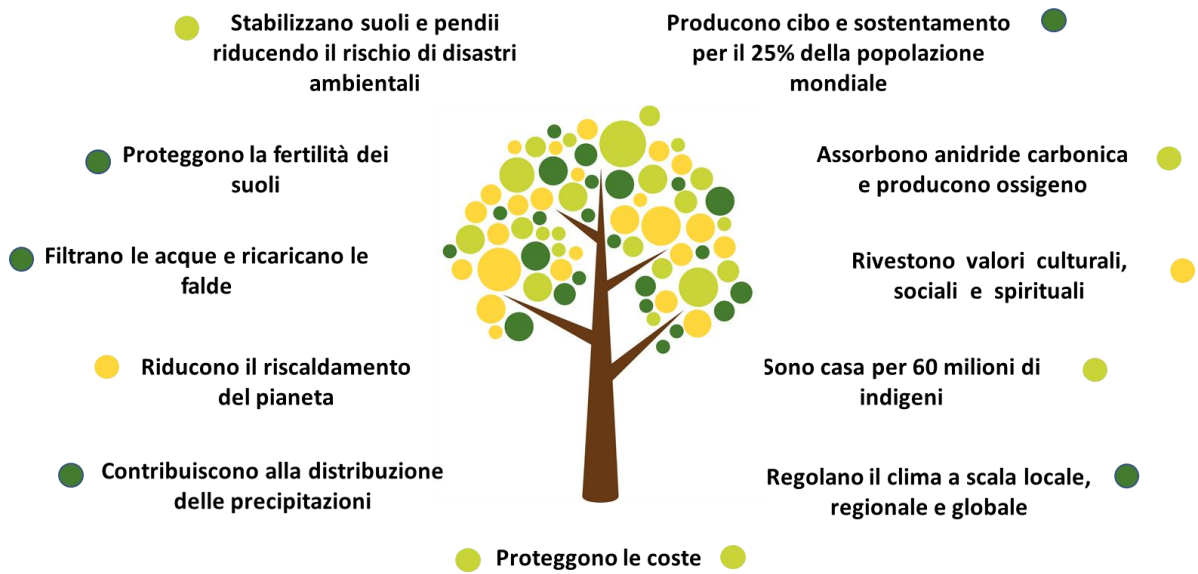 Stabilizzano suoli e pendii
riducendo il rischio di disastri
ambientali
Proteggono la fertilità dei
suoli
Filtrano le acque e ricaricano le
falde
Riducono il riscaldamento
del pianeta
Contribuiscono alla distribuzione
delle precipitazioni
Producono cibo e sostentamento
per il 25% della popolazione
mondiale
Assorbono anidride carbonica
e producono ossigeno
Rivestono valori culturali,
sociali e spirituali
Sono casa per 60 milioni di
indigeni
Regolano il clima a scala locale,
regionale e globale
Proteggono le coste